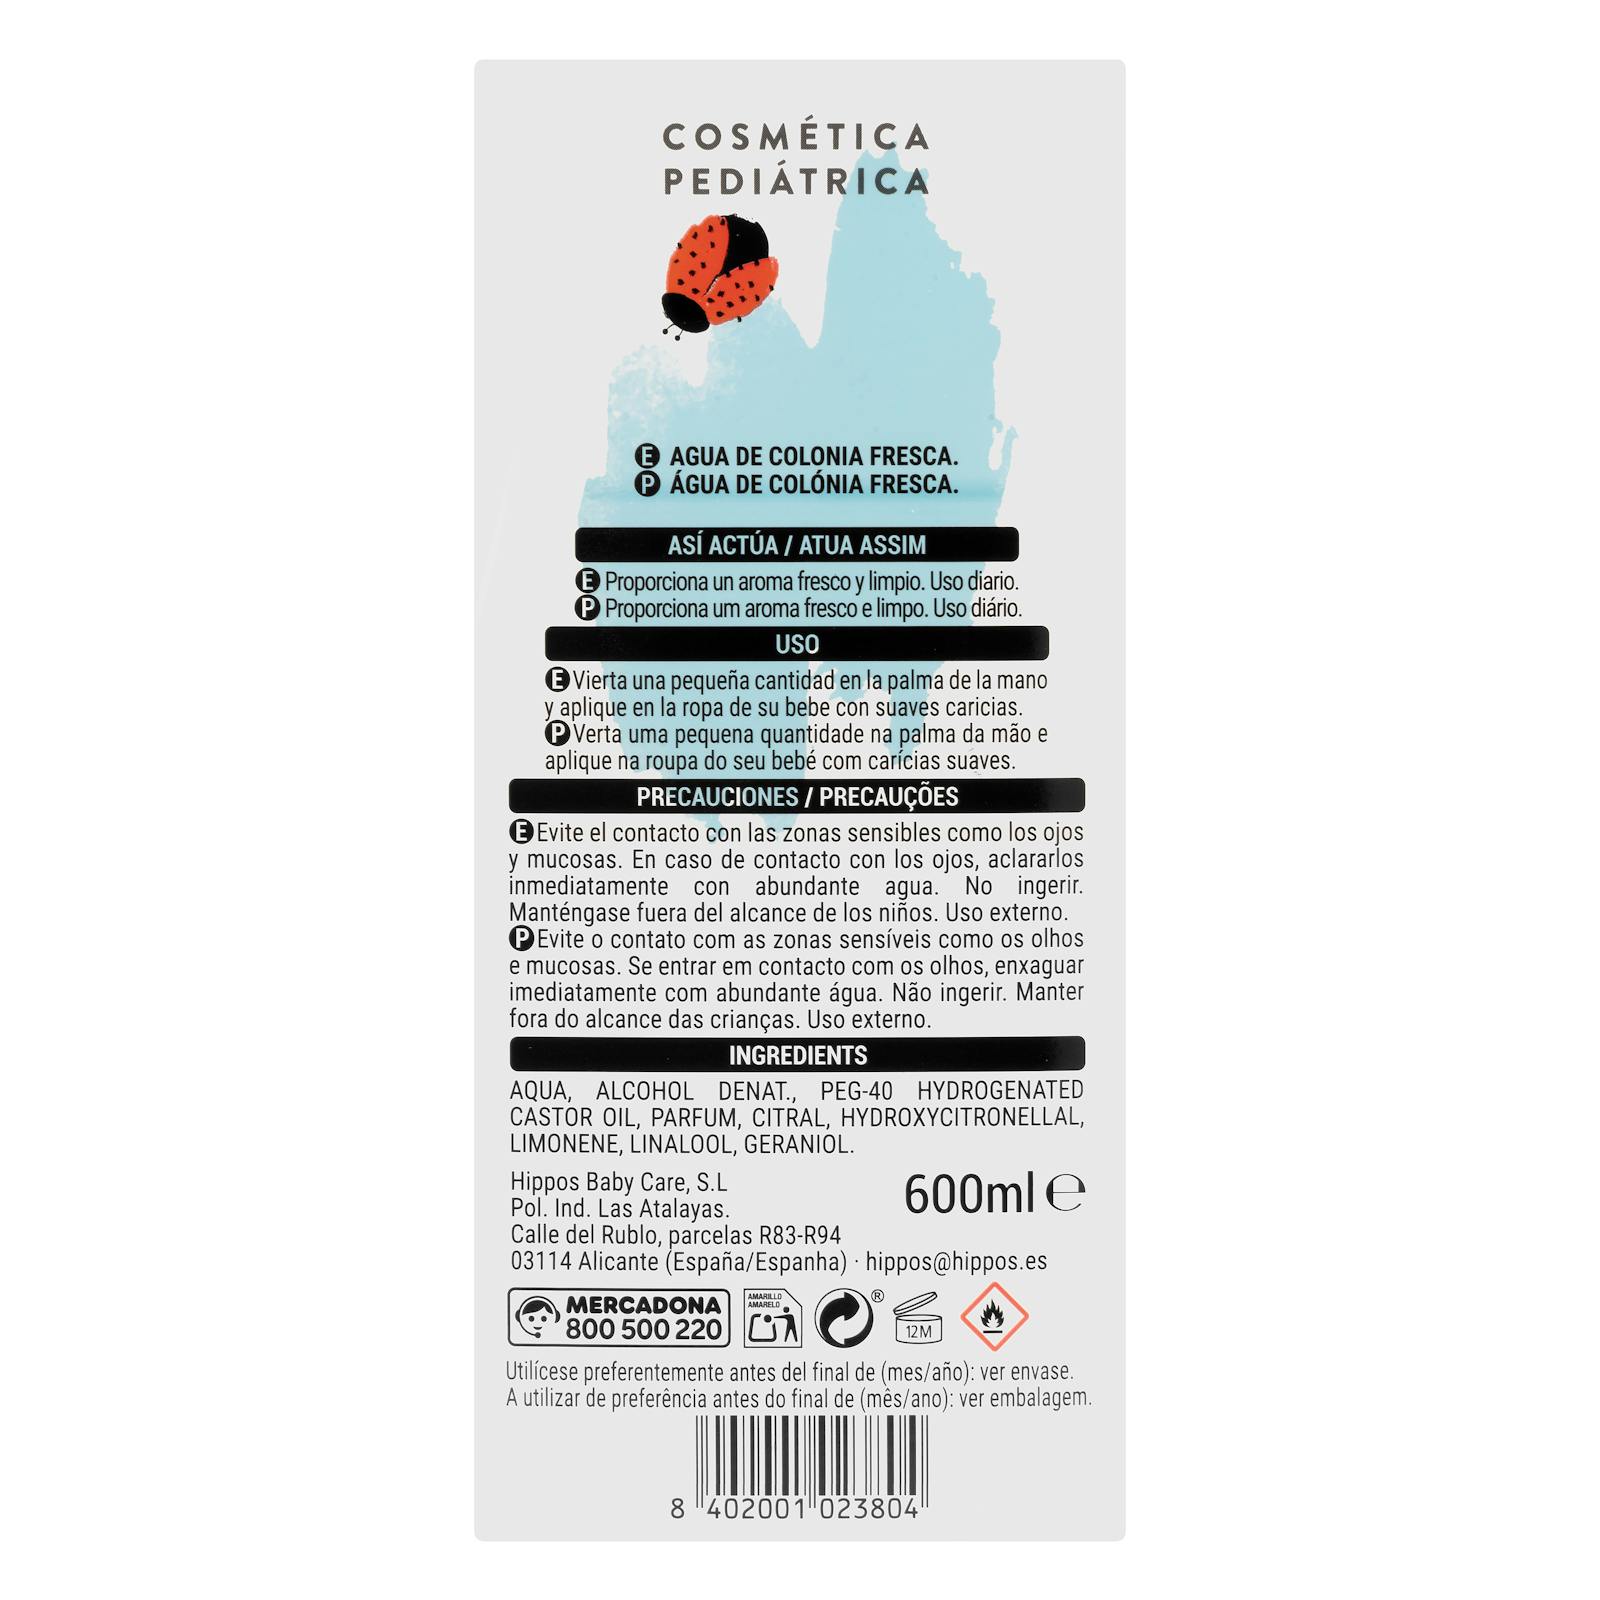 COSMÉTICA
PEDIÁTRICA
E AGUA DE COLONIA FRESCA.
P ÁGUA DE COLÓNIA FRESCA.
ASÍ ACTÚA / ATUA ASSIM
E Proporciona un aroma fresco y limpio. Uso diario.
P Proporciona um aroma fresco e limpo. Uso diário.
USO
E Vierta una pequeña cantidad en la palma de la mano
y aplique en la ropa de su bebe con suaves caricias.
P Verta uma pequena quantidade na palma da mão e
aplique na roupa do seu bebé com carícias suaves.
PRECAUCIONES / PRECAUÇÕES
E Evite el contacto con las zonas sensibles como los ojos
y mucosas. En caso de contacto con los ojos, aclararlos
inmediatamente con abundante agua. No ingerir.
Manténgase fuera del alcance de los niños. Uso externo.
P Evite o contato com as zonas sensíveis como os olhos
e mucosas. Se entrar em contacto com os olhos, enxaguar
imediatamente com abundante água. Não ingerir. Manter
fora do alcance das crianças. Uso externo.
INGREDIENTS
AQUA, ALCOHOL DENAT., PEG-40 HYDROGENATED
CASTOR OIL, PARFUM, CITRAL, HYDROXYCITRONELLAL,
LIMONENE, LINALOOL, GERANIOL.
Hippos Baby Care, S.L
Pol. Ind. Las Atalayas.
Calle del Rublo, parcelas R83-R94
03114 Alicante (España/Espanha) · hippos@hippos.es
600ml ℮
MERCADONA
800 500 220
AMARILLO
AMARELO
®
12M
Utilícese preferentemente antes del final de (mes/año): ver envase.
A utilizar de preferência antes do final de (mês/ano): ver embalagem.
8 402001 023804